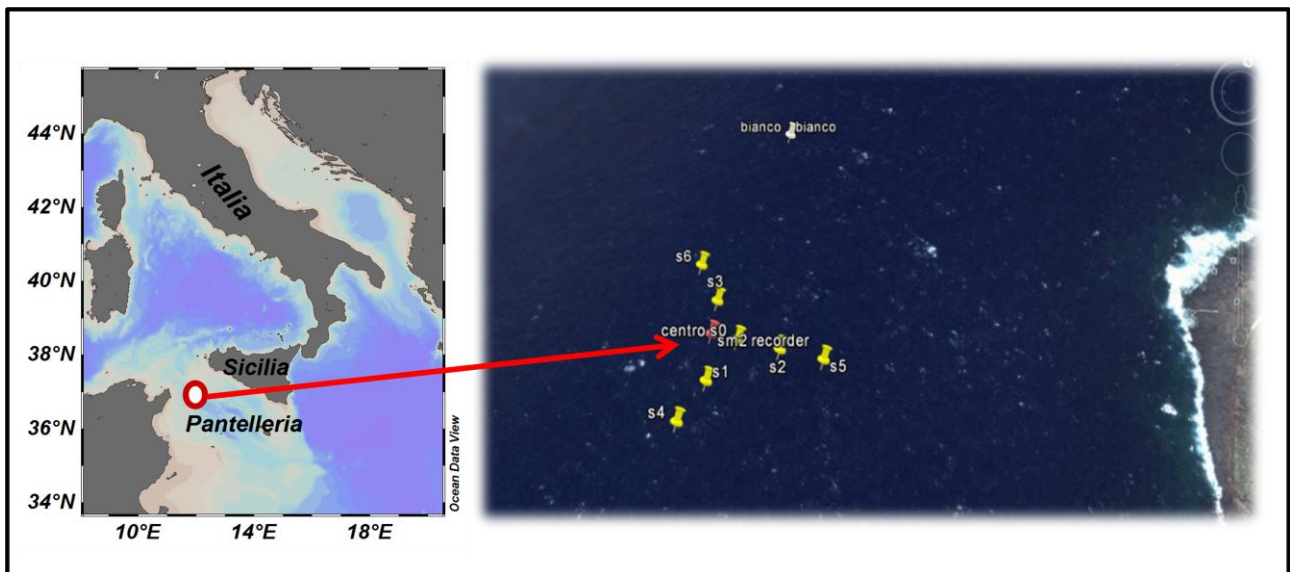 44°N
42°N
40°N
38°N
36°N
34°N
10°E
14°E
18°E
Italia
Sicilia
Pantelleria
Ocean Data View
bianco bianco
s6
s3
centro s0
sm2 recorder
s2
s5
s1
s4